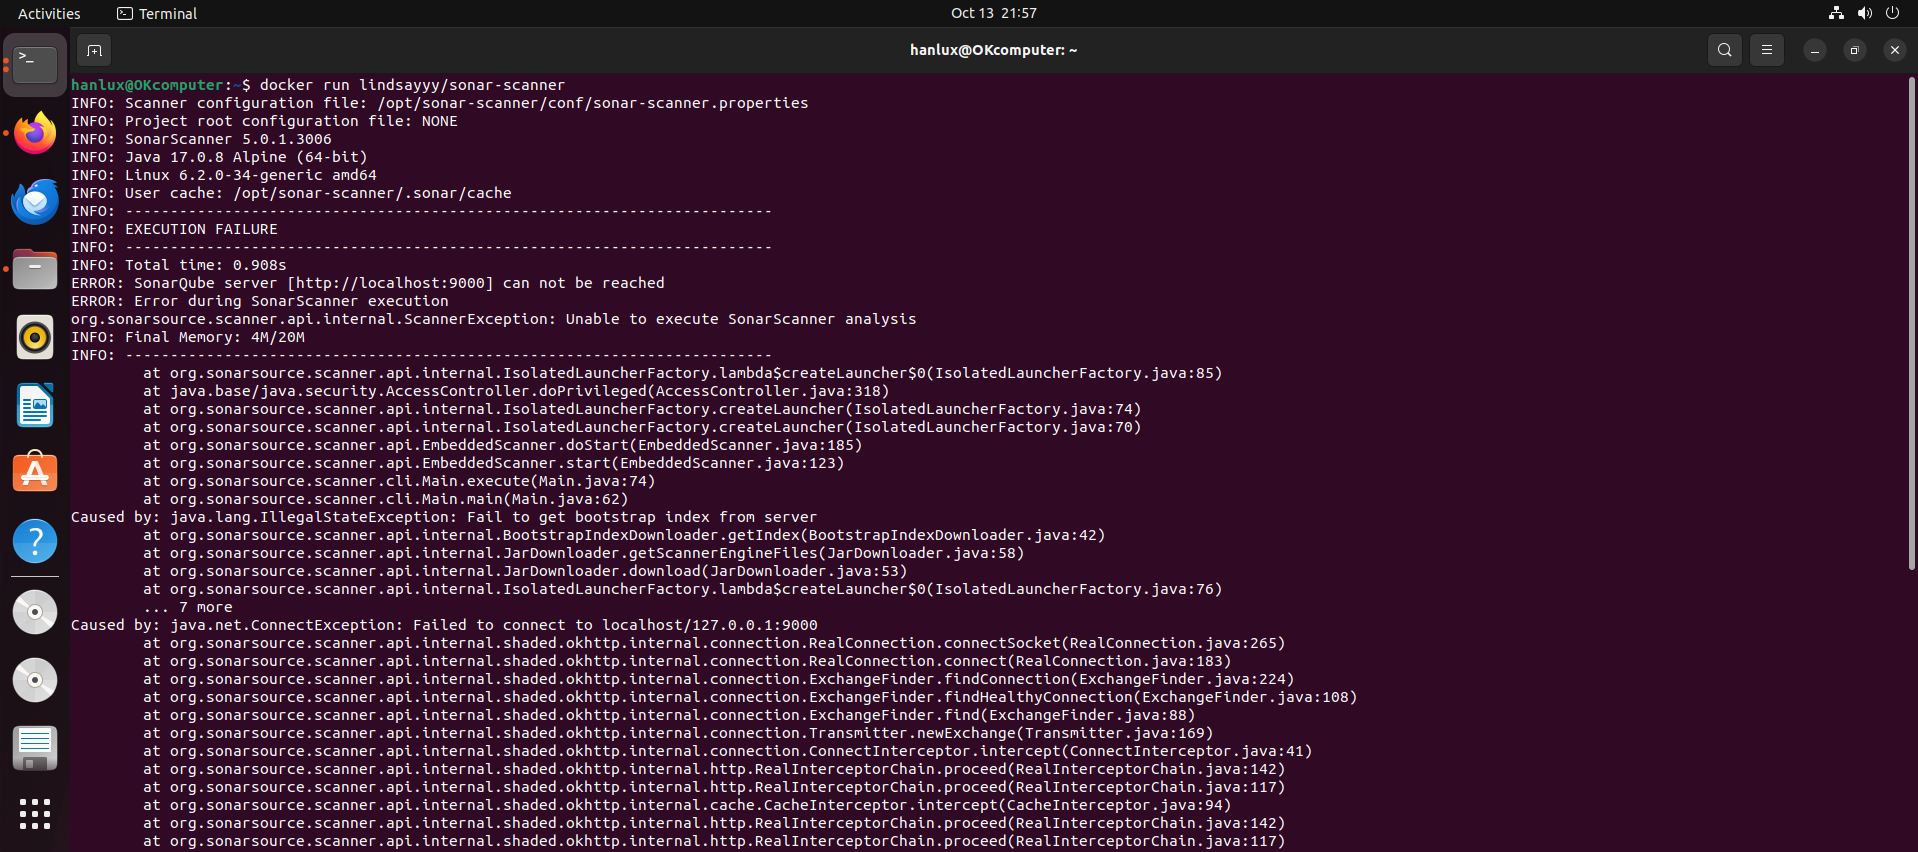 Activities
Terminal
Oct 13 21:57
hanlux@OKcomputer: ~
hanlux@OKcomputer:~$ docker run lindsayyy/sonar-scanner
INFO: Scanner configuration file: /opt/sonar-scanner/conf/sonar-scanner.properties
INFO: Project root configuration file: NONE
INFO: SonarScanner 5.0.1.3006
INFO: Java 17.0.8 Alpine (64-bit)
INFO: Linux 6.2.0-34-generic amd64
INFO: User cache: /opt/sonar-scanner/.sonar/cache
INFO: ------------------------------------------------------------------------
INFO: EXECUTION FAILURE
INFO: ------------------------------------------------------------------------
INFO: Total time: 0.908s
ERROR: SonarQube server [http://localhost:9000] can not be reached
ERROR: Error during SonarScanner execution
org.sonarsource.scanner.api.internal.ScannerException: Unable to execute SonarScanner analysis
INFO: Final Memory: 4M/20M
INFO: ------------------------------------------------------------------------
at org.sonarsource.scanner.api.internal.IsolatedLauncherFactory.lambda$createLauncher$0(IsolatedLauncherFactory.java:85)
at java.base/java.security.AccessController.doPrivileged(AccessController.java:318)
at org.sonarsource.scanner.api.internal.IsolatedLauncherFactory.createLauncher(IsolatedLauncherFactory.java:74)
at org.sonarsource.scanner.api.internal.IsolatedLauncherFactory.createLauncher(IsolatedLauncherFactory.java:70)
at org.sonarsource.scanner.api.EmbeddedScanner.doStart(EmbeddedScanner.java:185)
at org.sonarsource.scanner.api.EmbeddedScanner.start(EmbeddedScanner.java:123)
at org.sonarsource.scanner.cli.Main.execute(Main.java:74)
at org.sonarsource.scanner.cli.Main.main(Main.java:62)
Caused by: java.lang.IllegalStateException: Fail to get bootstrap index from server
at org.sonarsource.scanner.api.internal.BootstrapIndexDownloader.getIndex(BootstrapIndexDownloader.java:42)
at org.sonarsource.scanner.api.internal.JarDownloader.getScannerEngineFiles(JarDownloader.java:58)
at org.sonarsource.scanner.api.internal.JarDownloader.download(JarDownloader.java:53)
at org.sonarsource.scanner.api.internal.IsolatedLauncherFactory.lambda$createLauncher$0(IsolatedLauncherFactory.java:76)
... 7 more
Caused by: java.net.ConnectException: Failed to connect to localhost/127.0.0.1:9000
at org.sonarsource.scanner.api.internal.shaded.okhttp.internal.connection.RealConnection.connectSocket(RealConnection.java:265)
at org.sonarsource.scanner.api.internal.shaded.okhttp.internal.connection.RealConnection.connect(RealConnection.java:183)
at org.sonarsource.scanner.api.internal.shaded.okhttp.internal.connection.ExchangeFinder.findConnection(ExchangeFinder.java:224)
at org.sonarsource.scanner.api.internal.shaded.okhttp.internal.connection.ExchangeFinder.findHealthyConnection(ExchangeFinder.java:108)
at org.sonarsource.scanner.api.internal.shaded.okhttp.internal.connection.ExchangeFinder.find(ExchangeFinder.java:88)
at org.sonarsource.scanner.api.internal.shaded.okhttp.internal.connection.Transmitter.newExchange(Transmitter.java:169)
at org.sonarsource.scanner.api.internal.shaded.okhttp.internal.connection.ConnectInterceptor.intercept(ConnectInterceptor.java:41)
at org.sonarsource.scanner.api.internal.shaded.okhttp.internal.http.RealInterceptorChain.proceed(RealInterceptorChain.java:142)
at org.sonarsource.scanner.api.internal.shaded.okhttp.internal.http.RealInterceptorChain.proceed(RealInterceptorChain.java:117)
at org.sonarsource.scanner.api.internal.shaded.okhttp.internal.cache.CacheInterceptor.intercept(CacheInterceptor.java:94)
at org.sonarsource.scanner.api.internal.shaded.okhttp.internal.http.RealInterceptorChain.proceed(RealInterceptorChain.java:142)
at org.sonarsource.scanner.api.internal.shaded.okhttp.internal.http.RealInterceptorChain.proceed(RealInterceptorChain.java:117)